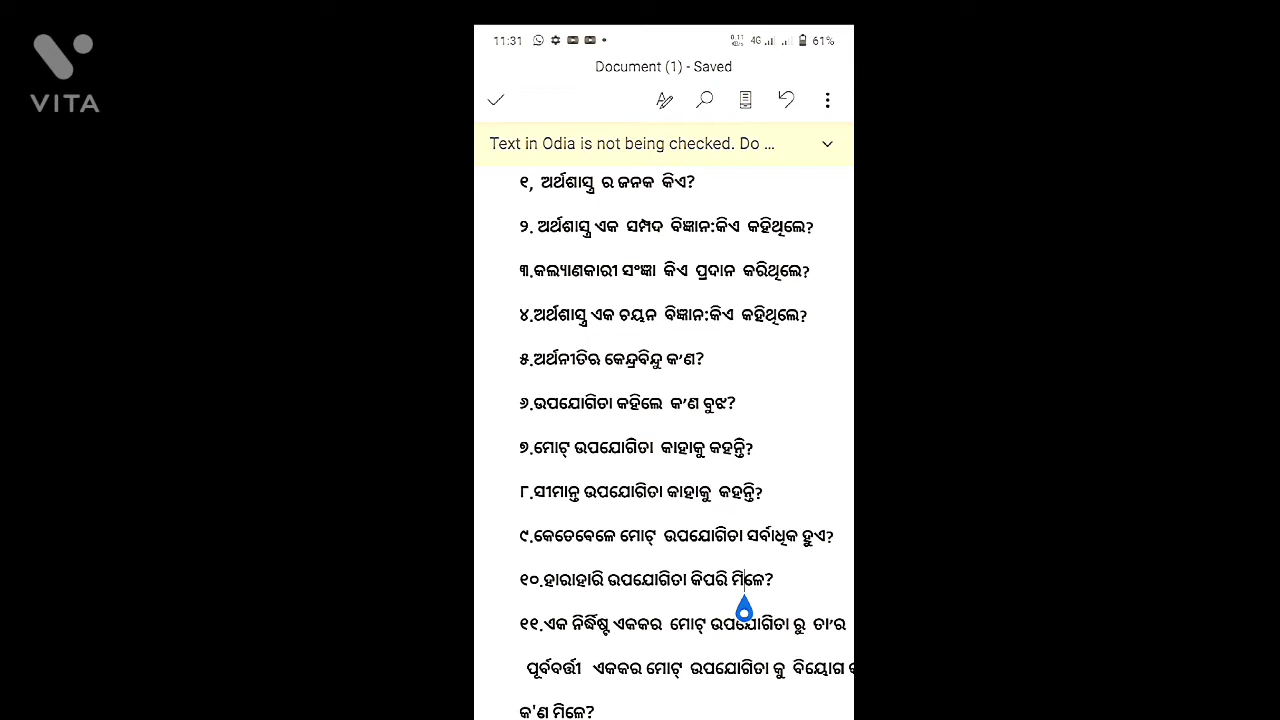 VITA
11:31
0.11 KB/s 4G 61%
Document (1) - Saved
Text in Odia is not being checked. Do ...
୧, ଅର୍ଥଶାସ୍ତ୍ର ର ଜନକ କିଏ?
୨. ଅର୍ଥଶାସ୍ତ୍ର ଏକ ସମ୍ପଦ ବିଜ୍ଞାନ:କିଏ କହିଥିଲେ?
୩.କଲ୍ୟାଣକାରୀ ସଂଜ୍ଞା କିଏ ପ୍ରଦାନ କରିଥିଲେ?
୪.ଅର୍ଥଶାସ୍ତ୍ର ଏକ ଚୟନ ବିଜ୍ଞାନ:କିଏ କହିଥିଲେ?
୫.ଅର୍ଥନୀତିର କେନ୍ଦ୍ରବିନ୍ଦୁ କ’ଣ?
୬.ଉପଯୋଗିତା କହିଲେ କ’ଣ ବୁଝ?
୭.ମୋଟ୍ ଉପଯୋଗିତା କାହାକୁ କହନ୍ତି?
୮.ସୀମାନ୍ତ ଉପଯୋଗିତା କାହାକୁ କହନ୍ତି?
୯.କେତେଵେଳେ ମୋଟ୍ ଉପଯୋଗିତା ସର୍ବାଧିକ ହୁଏ?
୧୦.ହାରାହାରି ଉପଯୋଗିତା କିପରି ମିଳେ?
୧୧.ଏକ ନିର୍ଦ୍ଧିଷ୍ଟ ଏକକର ମୋଟ୍ ଉପଯୋଗିତା ରୁ ତା’ର
ପୂର୍ବବର୍ତ୍ତୀ ଏକକର ମୋଟ୍ ଉପଯୋଗିତା କୁ ବିୟୋଗ
କ'ଣ ମିଳେ?